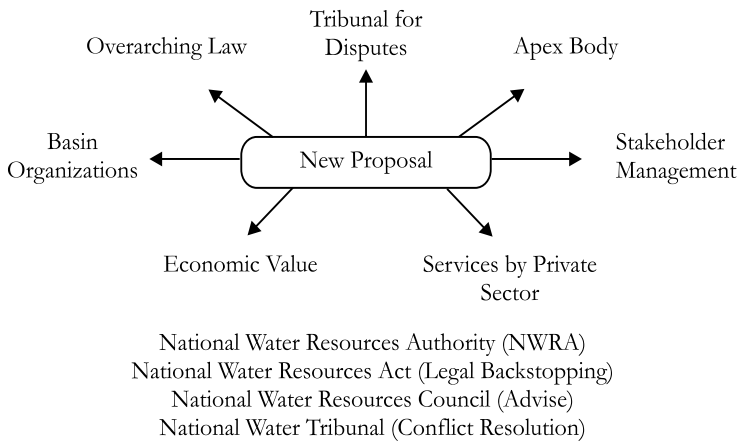 Tribunal for
Disputes
Overarching Law
Apex Body
Basin
Organizations
New Proposal
Stakeholder
Management
Economic Value
Services by Private
Sector
National Water Resources Authority (NWRA)
National Water Resources Act (Legal Backstopping)
National Water Resources Council (Advise)
National Water Tribunal (Conflict Resolution)